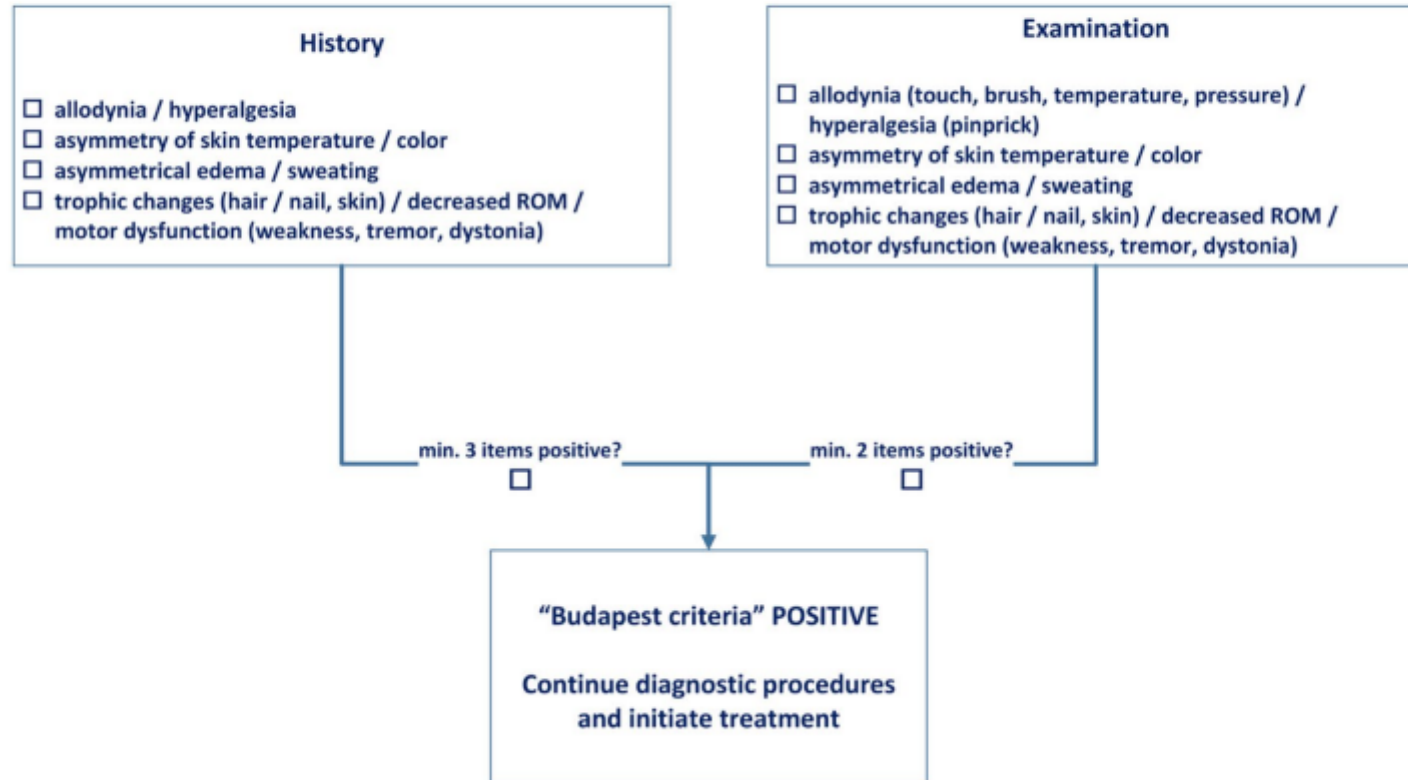 History
☐ allodynia / hyperalgesia
☐ asymmetry of skin temperature / color
☐ asymmetrical edema / sweating
☐ trophic changes (hair / nail, skin) / decreased ROM /
motor dysfunction (weakness, tremor, dystonia)
Examination
☐ allodynia (touch, brush, temperature, pressure) /
hyperalgesia (pinprick)
☐ asymmetry of skin temperature / color
☐ asymmetrical edema / sweating
☐ trophic changes (hair / nail, skin) / decreased ROM /
motor dysfunction (weakness, tremor, dystonia)
min. 3 items positive?
☐
min. 2 items positive?
☐
“Budapest criteria” POSITIVE
Continue diagnostic procedures
and initiate treatment